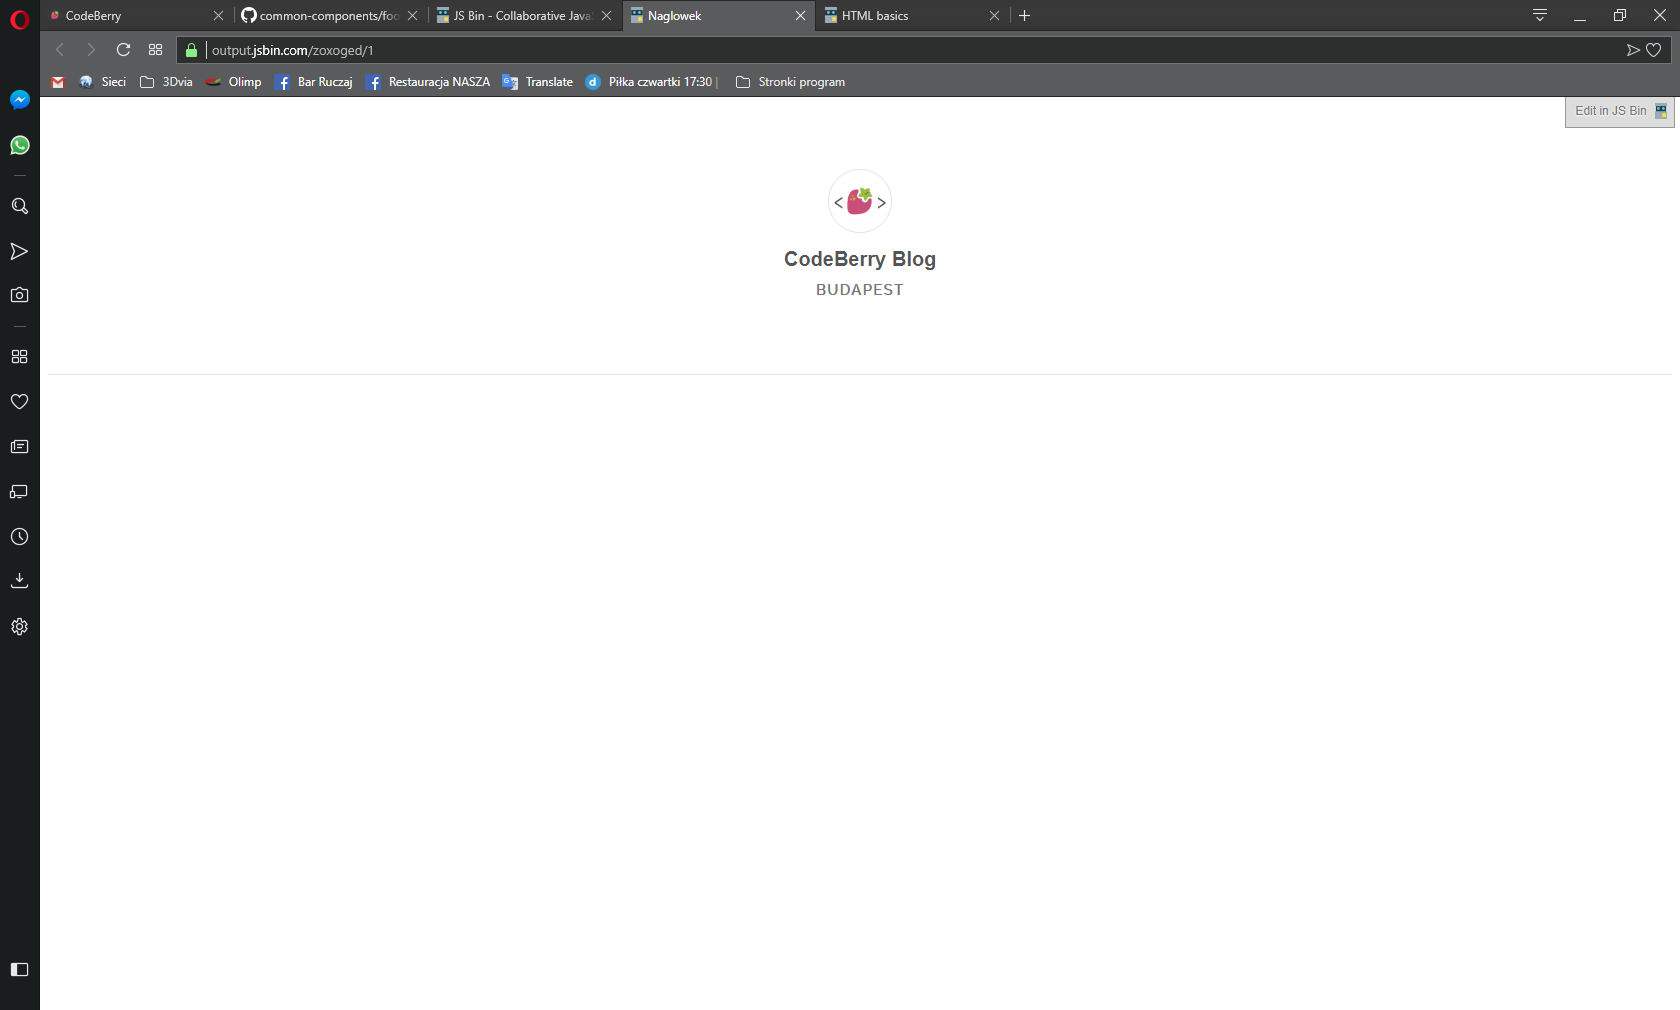 CodeBerry
common-components/foo
JS Bin - Collaborative Java
Naglowek
HTML basics
output.jsbin.com/zoxoged/1
Sieci
3Dvia
Olimp
Bar Ruczaj
Restauracja NASZA
Translate
Piłka czwartki 17:30 |
Stronki program
Edit in JS Bin
< >
CodeBerry Blog
BUDAPEST